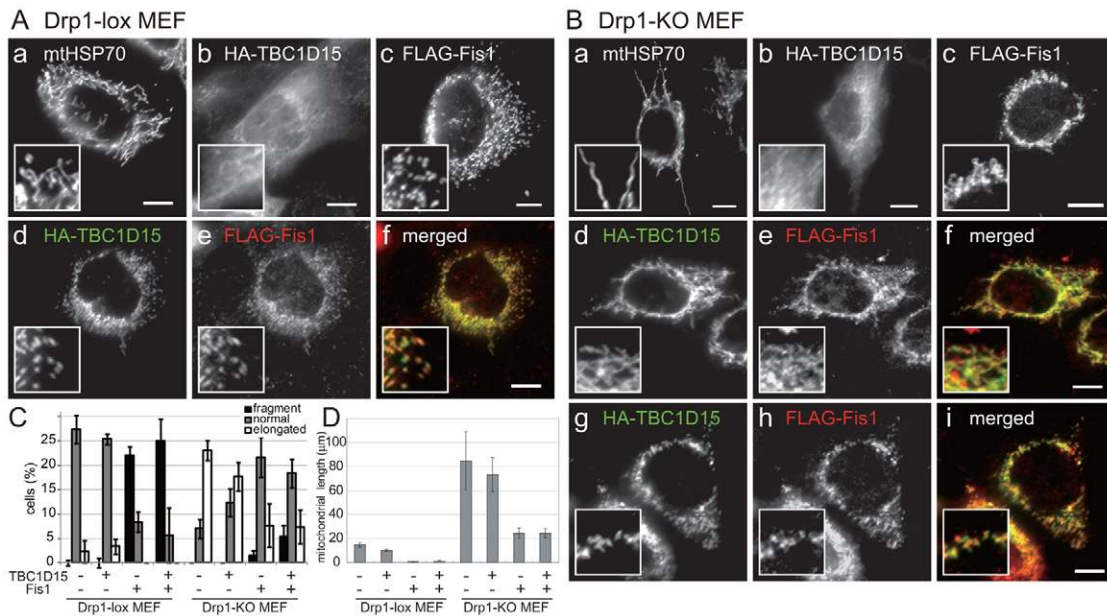 A Drp1-lox MEF
a mtHSP70
b HA-TBC1D15
c FLAG-Fis1
d HA-TBC1D15
e FLAG-Fis1
f merged
B Drp1-KO MEF
a mtHSP70
b HA-TBC1D15
c FLAG-Fis1
d HA-TBC1D15
e FLAG-Fis1
f merged
g HA-TBC1D15
h FLAG-Fis1
i merged
C
fragment
normal
elongated
cells (%)
25
20
15
10
5
0
TBC1D15 - + - + - + - +
Fis1 - - + + - - + +
Drp1-lox MEF Drp1-KO MEF
D
mitochondrial length (µm)
100
80
60
40
20
0
- + - + - + - +
- - + + - - + +
Drp1-lox MEF Drp1-KO MEF